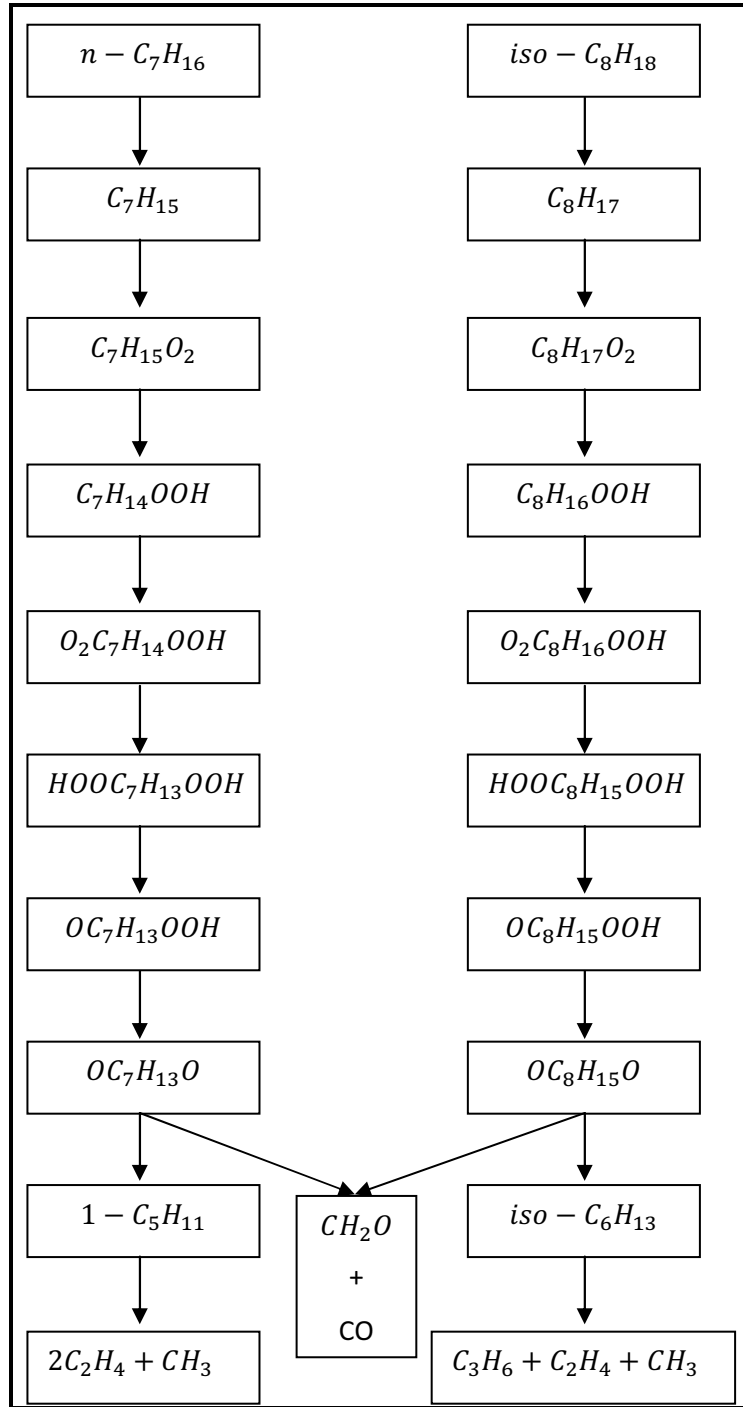 n − C₇H₁₆
iso − C₈H₁₈
C₇H₁₅
C₈H₁₇
C₇H₁₅O₂
C₈H₁₇O₂
C₇H₁₄OOH
C₈H₁₆OOH
O₂C₇H₁₄OOH
O₂C₈H₁₆OOH
HOOC₇H₁₃OOH
HOOC₈H₁₅OOH
OC₇H₁₃OOH
OC₈H₁₅OOH
OC₇H₁₃O
OC₈H₁₅O
1 − C₅H₁₁
CH₂O
+
CO
iso − C₆H₁₃
2C₂H₄ + CH₃
C₃H₆ + C₂H₄ + CH₃